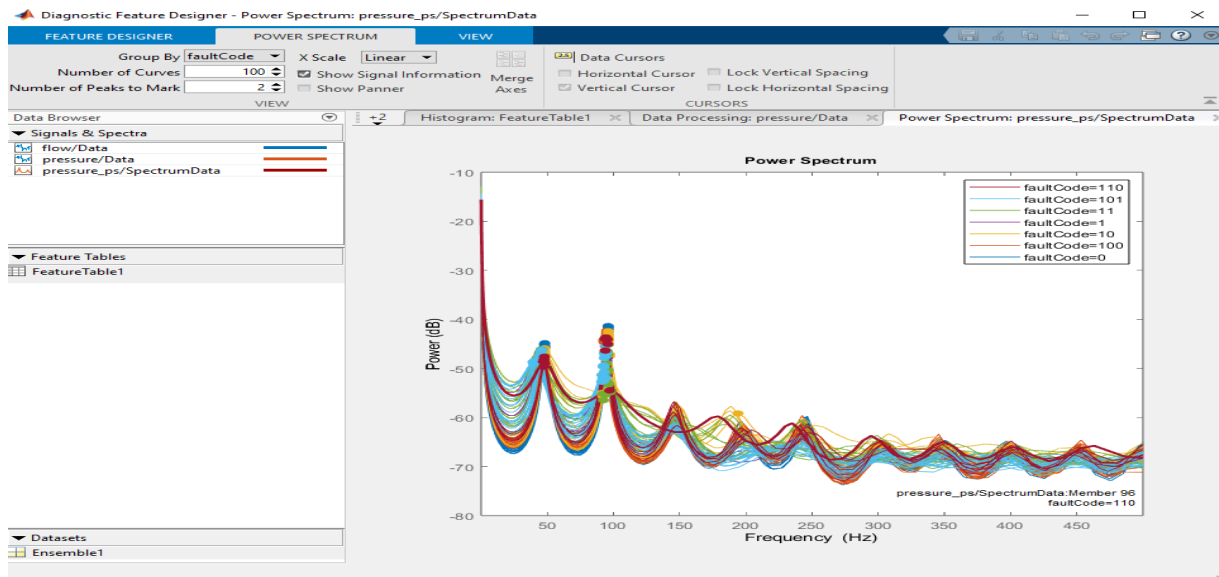 Diagnostic Feature Designer - Power Spectrum: pressure_ps/SpectrumData
FEATURE DESIGNER POWER SPECTRUM VIEW
Group By faultCode X Scale Linear
Number of Curves 100 Show Signal Information
Number of Peaks to Mark 2 Show Panner
Merge Axes
VIEW
Data Cursors
Horizontal Cursor Lock Vertical Spacing
Vertical Cursor Lock Horizontal Spacing
CURSORS
Data Browser
Signals & Spectra
flow/Data
pressure/Data
pressure_ps/SpectrumData
Feature Tables
FeatureTable1
Datasets
Ensemble1
+2 Histogram: FeatureTable1 Data Processing: pressure/Data Power Spectrum: pressure_ps/SpectrumData
Power Spectrum
-10
-20
-30
-40
-50
-60
-70
-80
Power (dB)
faultCode=110
faultCode=101
faultCode=11
faultCode=1
faultCode=10
faultCode=100
faultCode=0
pressure_ps/SpectrumData:Member 96
faultCode=110
50 100 150 200 250 300 350 400 450
Frequency (Hz)